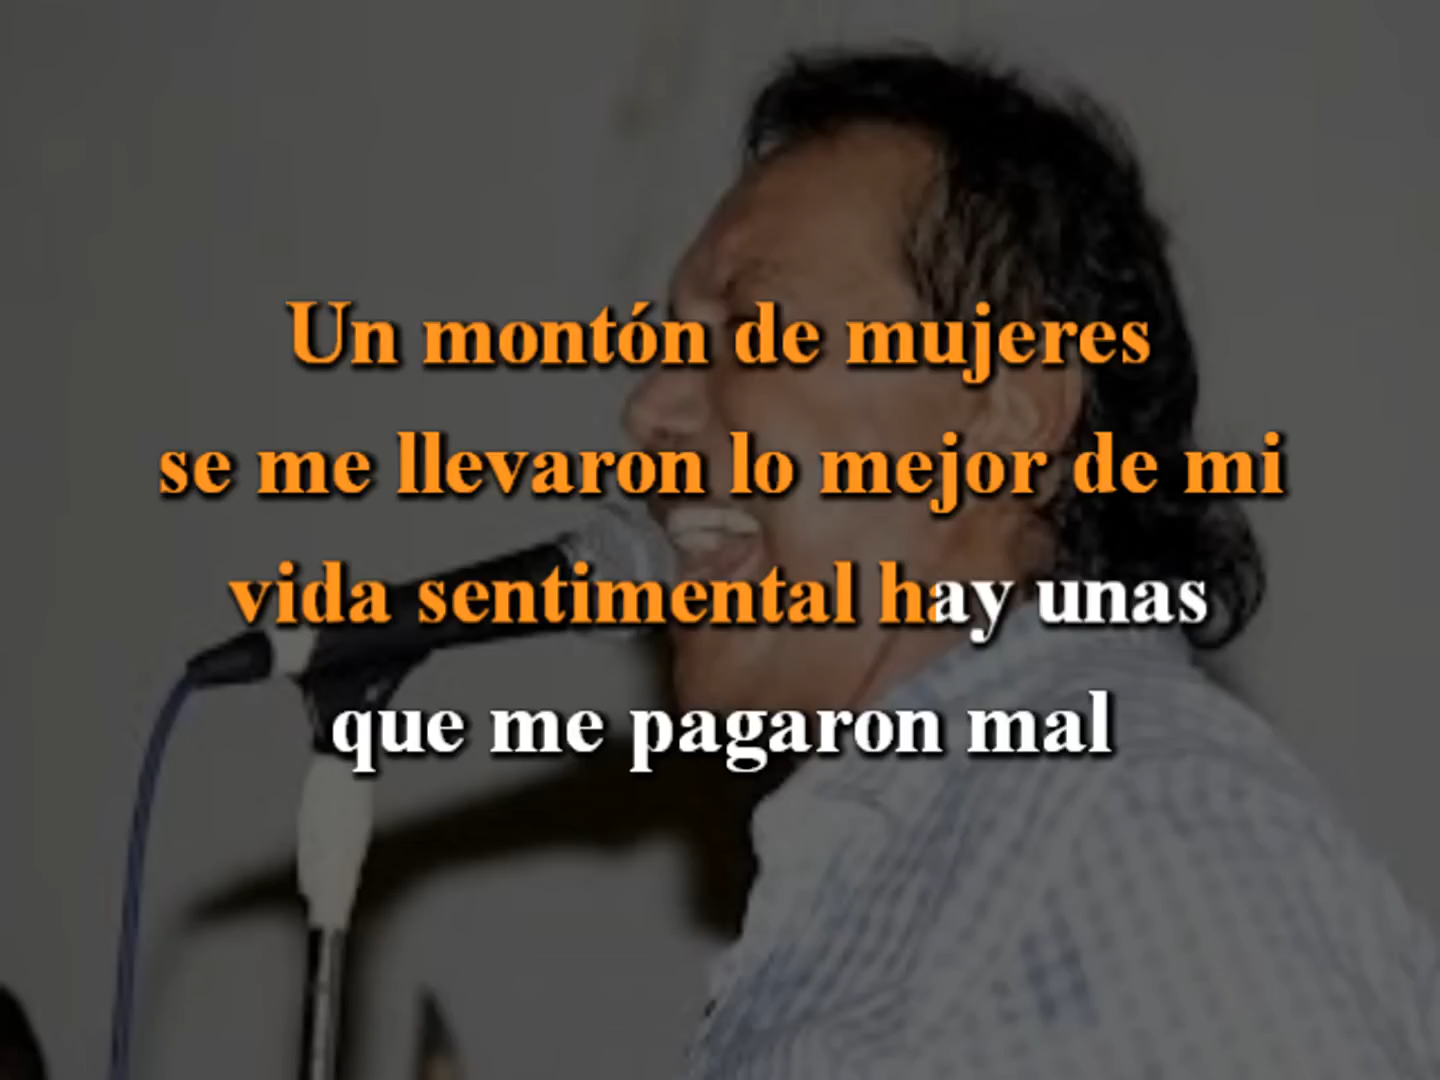 Un montón de mujeres
se me llevaron lo mejor de mi
vida sentimental hay unas
que me pagaron mal